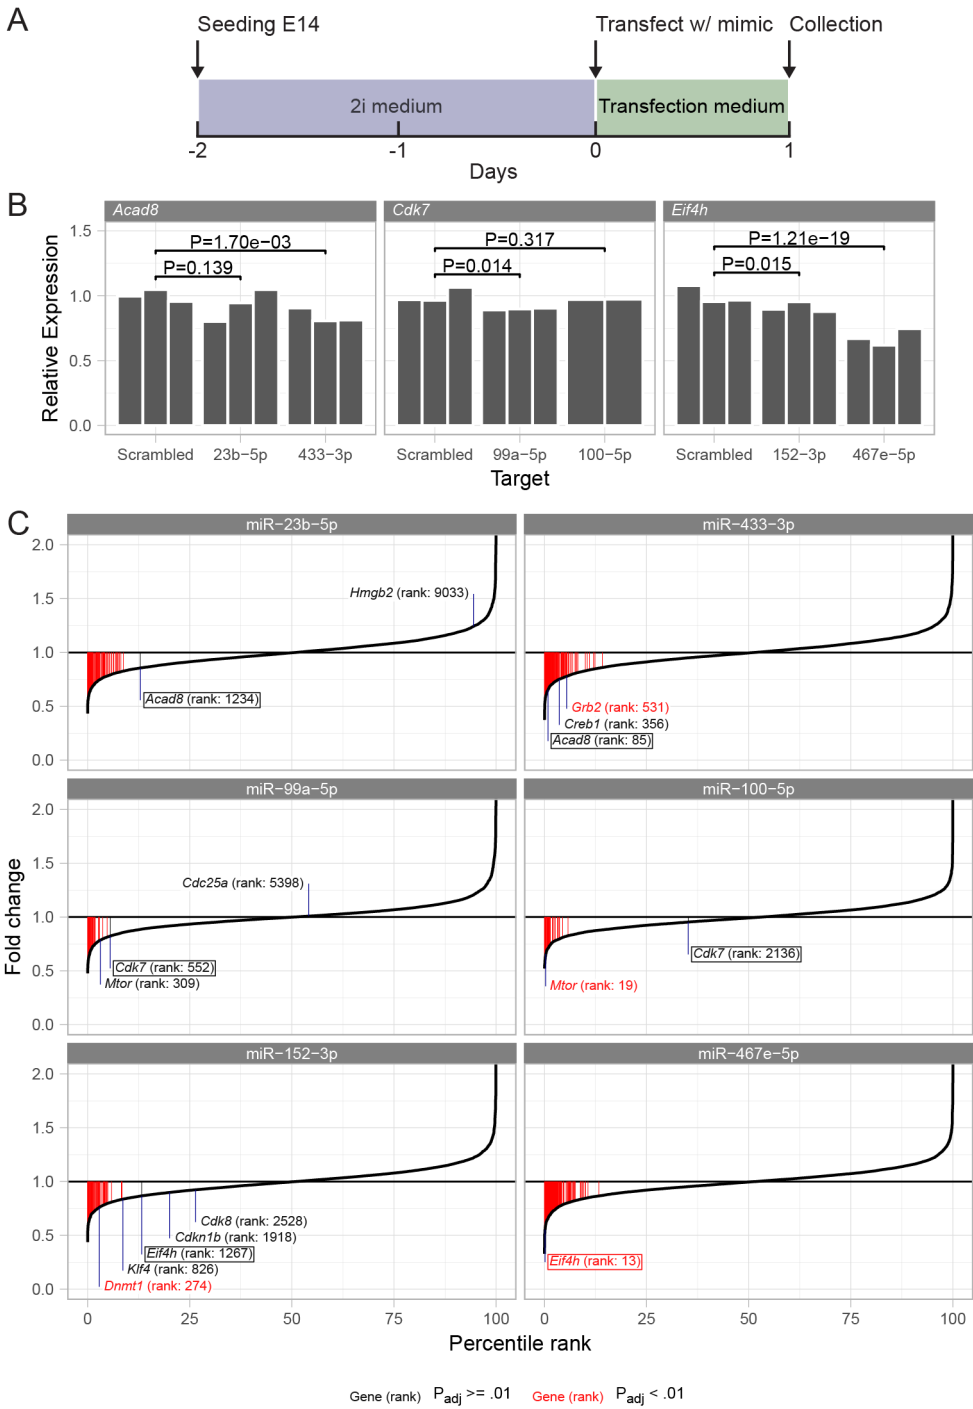 A
Seeding E14
Transfect w/ mimic
Collection
2i medium
Transfection medium
-2
-1
0
1
Days
B
Acad8
Cdk7
Eif4h
Relative Expression
1.5
1.0
0.5
0.0
P=1.70e−03
P=0.139
P=0.317
P=0.014
P=1.21e−19
P=0.015
Scrambled
23b-5p
433-3p
Scrambled
99a-5p
100-5p
Scrambled
152-3p
467e-5p
Target
C
Fold change
miR−23b−5p
miR−433−3p
2.0
1.5
1.0
0.5
0.0
Hmgb2 (rank: 9033)
Acad8 (rank: 1234)
Grb2 (rank: 531)
Creb1 (rank: 356)
Acad8 (rank: 85)
miR−99a−5p
miR−100−5p
2.0
1.5
1.0
0.5
0.0
Cdc25a (rank: 5398)
Cdk7 (rank: 552)
Mtor (rank: 309)
Cdk7 (rank: 2136)
Mtor (rank: 19)
miR−152−3p
miR−467e−5p
2.0
1.5
1.0
0.5
0.0
Cdk8 (rank: 2528)
Cdkn1b (rank: 1918)
Eif4h (rank: 1267)
Klf4 (rank: 826)
Dnmt1 (rank: 274)
Eif4h (rank: 13)
0
25
50
75
100
0
25
50
75
100
Percentile rank
Gene (rank) Padj >= .01 Gene (rank) Padj < .01